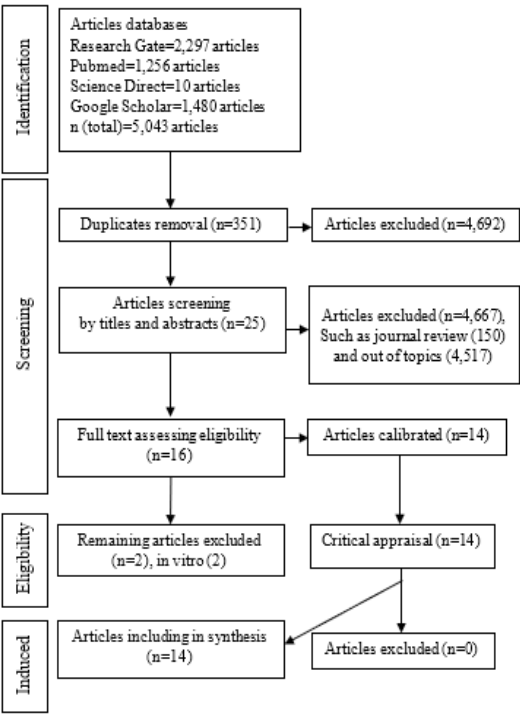 Identification
Articles databases
Research Gate=2,297 articles
Pubmed=1,256 articles
Science Direct=10 articles
Google Scholar=1,480 articles
n (total)=5,043 articles
Screening
Duplicates removal (n=351)
Articles excluded (n=4,692)
Articles screening
by titles and abstracts (n=25)
Articles excluded (n=4,667),
Such as journal review (150)
and out of topics (4,517)
Full text assessing eligibility
(n=16)
Articles calibrated (n=14)
Eligibility
Remaining articles excluded
(n=2), in vitro (2)
Critical appraisal (n=14)
Induced
Articles including in synthesis
(n=14)
Articles excluded (n=0)